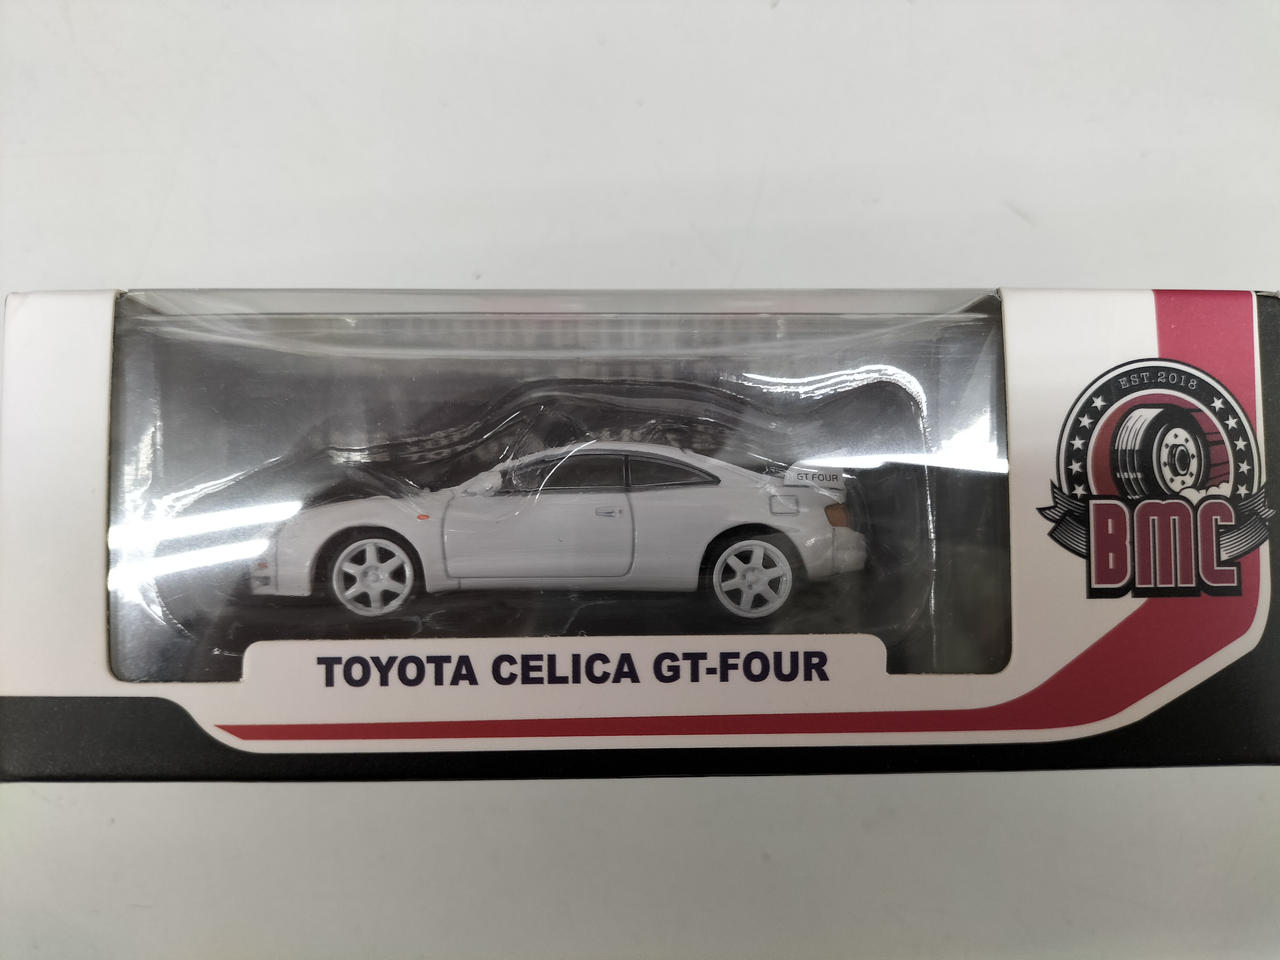 EST.2018
BMC
GT FOUR
TOYOTA CELICA GT-FOUR